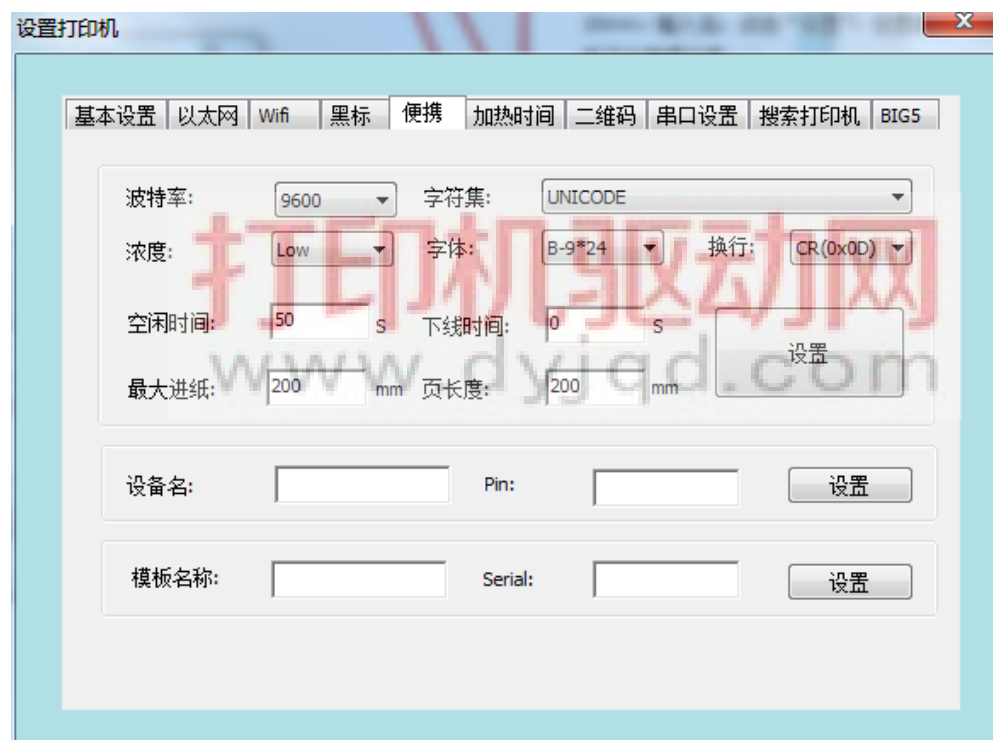 设置打印机
基本设置 以太网 Wifi 黑标 便携 加热时间 二维码 串口设置 搜索打印机 BIG5
波特率: 9600 字符集: UNICODE
浓度: Low 字体: B-9*24 换行: CR(0x0D)
打印机驱动网
空闲时间: 50 S 下线时间: 0 S
设置
www.dyjqd.com
最大进纸: 200 mm 页长度: 200 mm
设备名: Pin: 设置
模板名称: Serial: 设置